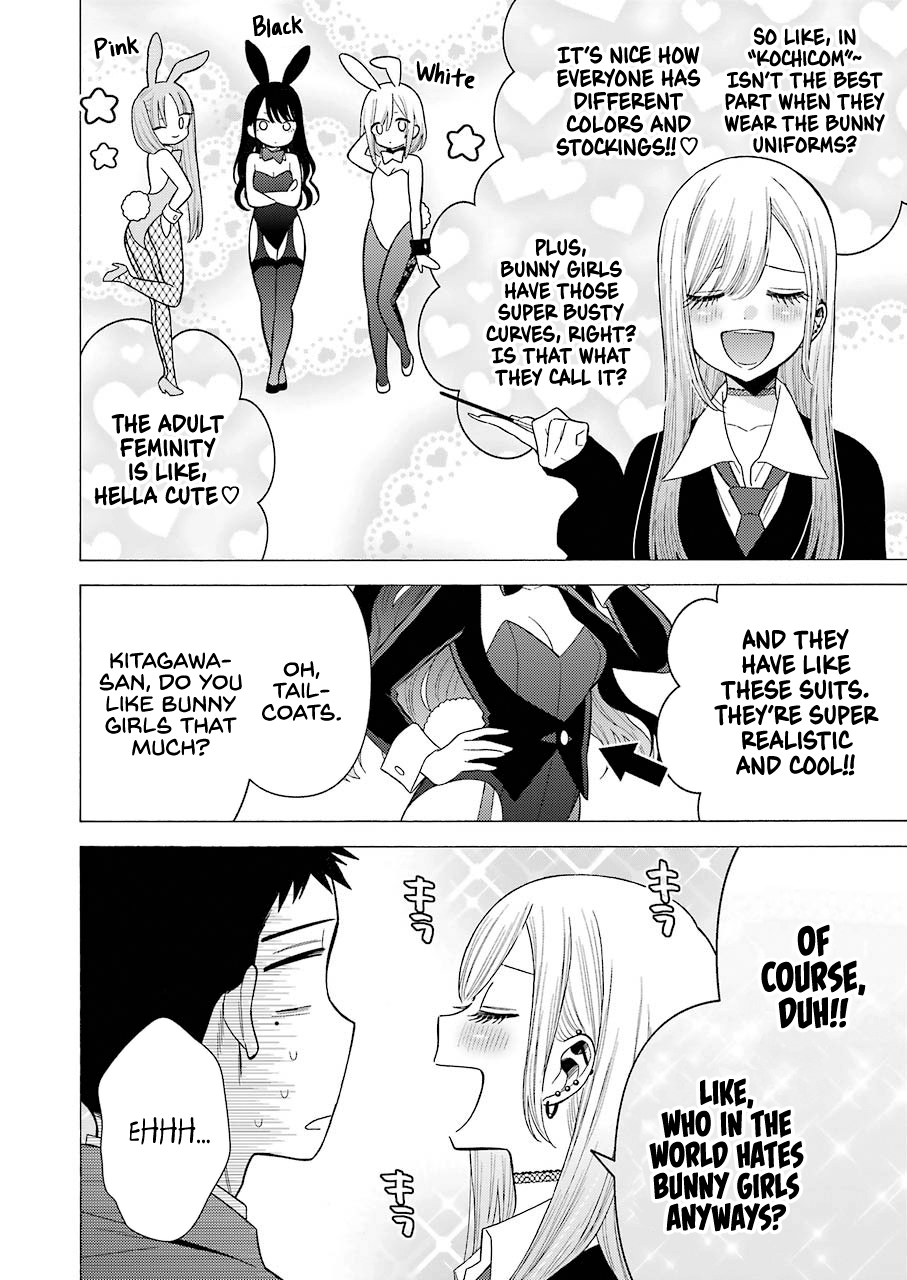 SO LIKE, IN
“KOCHICOM”~
ISN'T THE BEST
PART WHEN THEY
WEAR THE BUNNY
UNIFORMS?
IT'S NICE HOW
EVERYONE HAS
DIFFERENT
COLORS AND
STOCKINGS!!♡
White
Black
Pink
PLUS,
BUNNY GIRLS
HAVE THOSE
SUPER BUSTY
CURVES, RIGHT?
IS THAT WHAT
THEY CALL IT?
THE ADULT
FEMINITY
IS LIKE,
HELLA CUTE♡
AND THEY
HAVE LIKE
THESE SUITS.
THEY'RE SUPER
REALISTIC
AND COOL!!
OH,
TAIL-
COATS.
KITAGAWA-
SAN, DO YOU
LIKE BUNNY
GIRLS THAT
MUCH?
OF
COURSE,
DUH!!
LIKE,
WHO IN THE
WORLD HATES
BUNNY GIRLS
ANYWAYS?
キラ
キラ
キラ
EHHH...